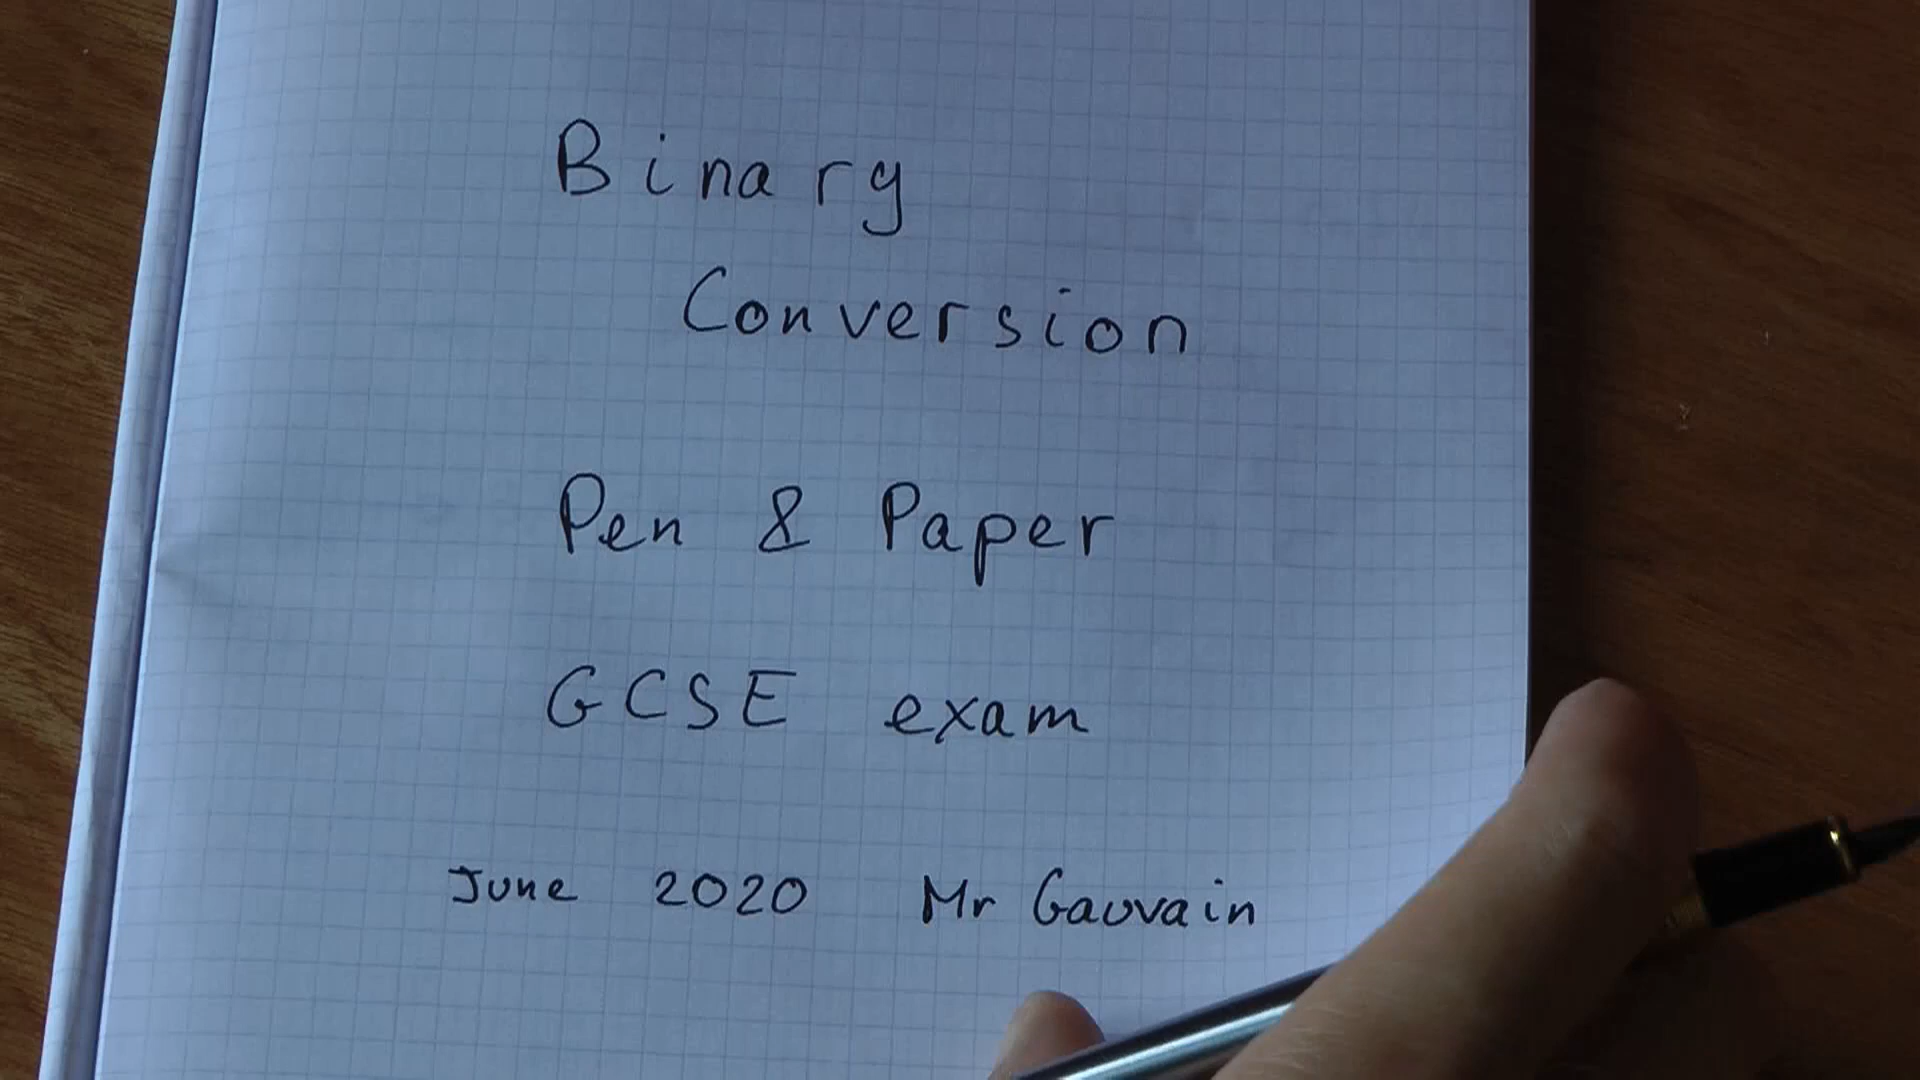 Binary
Conversion
Pen & Paper
GCSE exam
June 2020 Mr Gauvain